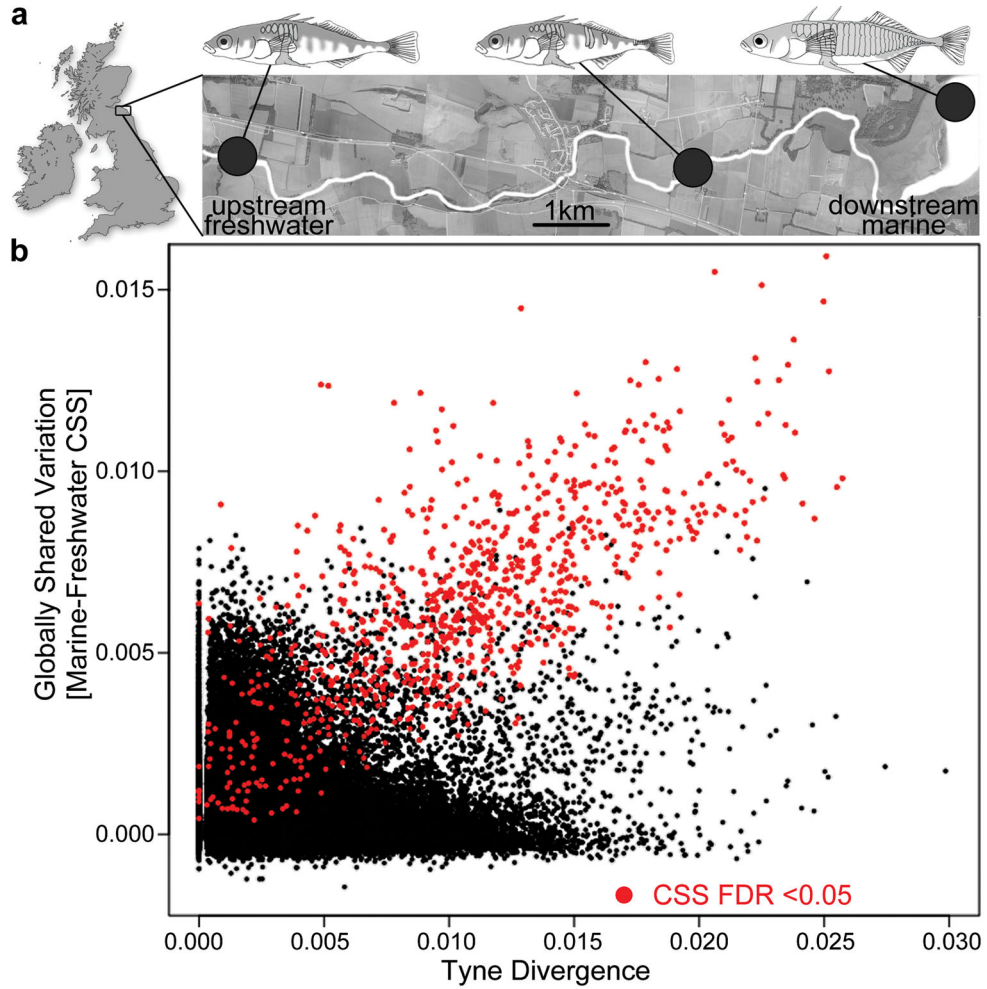 a
upstream
freshwater
1km
downstream
marine
b
Globally Shared Variation
[Marine-Freshwater CSS]
0.015
0.010
0.005
0.000
CSS FDR <0.05
0.000 0.005 0.010 0.015 0.020 0.025 0.030
Tyne Divergence